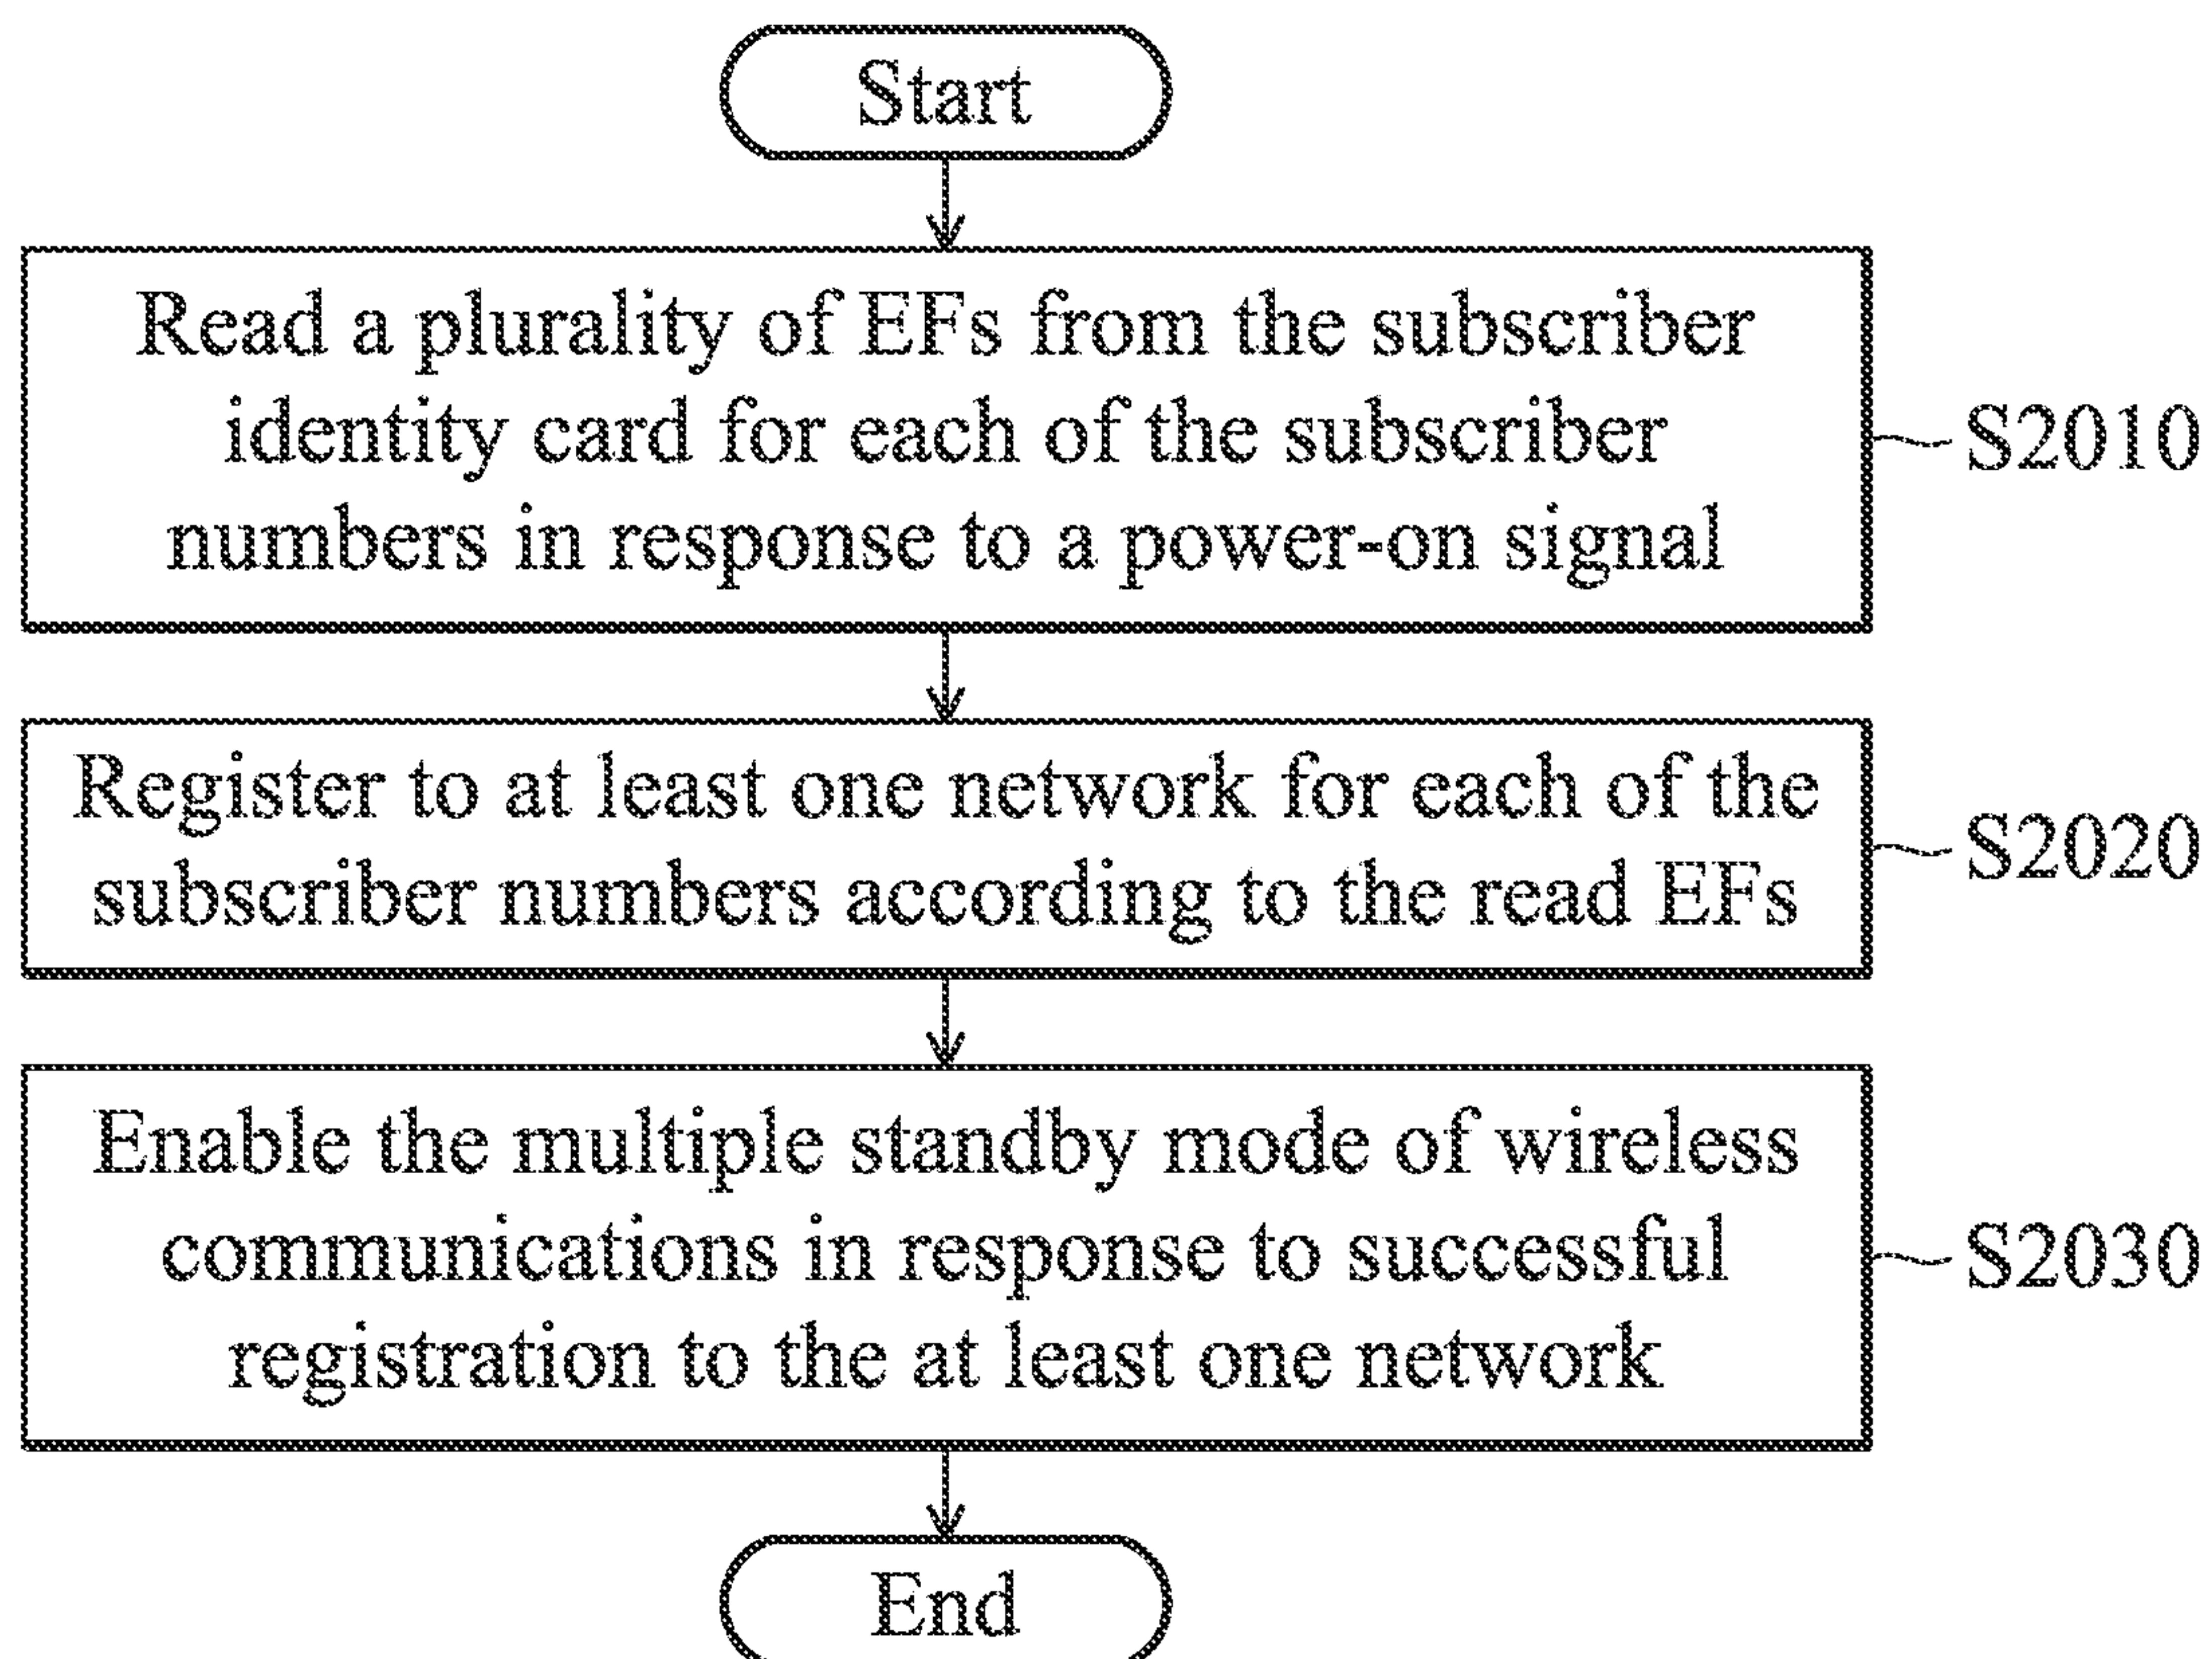 Start
Read a plurality of EFs from the subscriber
identity card for each of the subscriber
numbers in response to a power-on signal
S2010
Register to at least one network for each of the
subscriber numbers according to the read EFs
S2020
Enable the multiple standby mode of wireless
communications in response to successful
registration to the at least one network
S2030
End